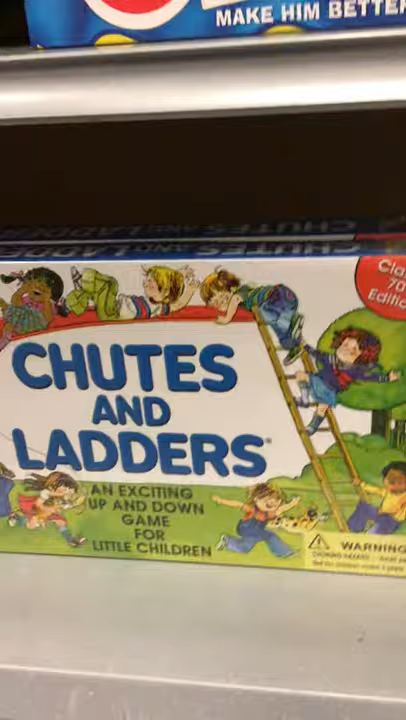 MAKE HIM BETTER
CHUTES
AND
LADDERS
AN EXCITING
UP AND DOWN
GAME
FOR
LITTLE CHILDREN
WARNING